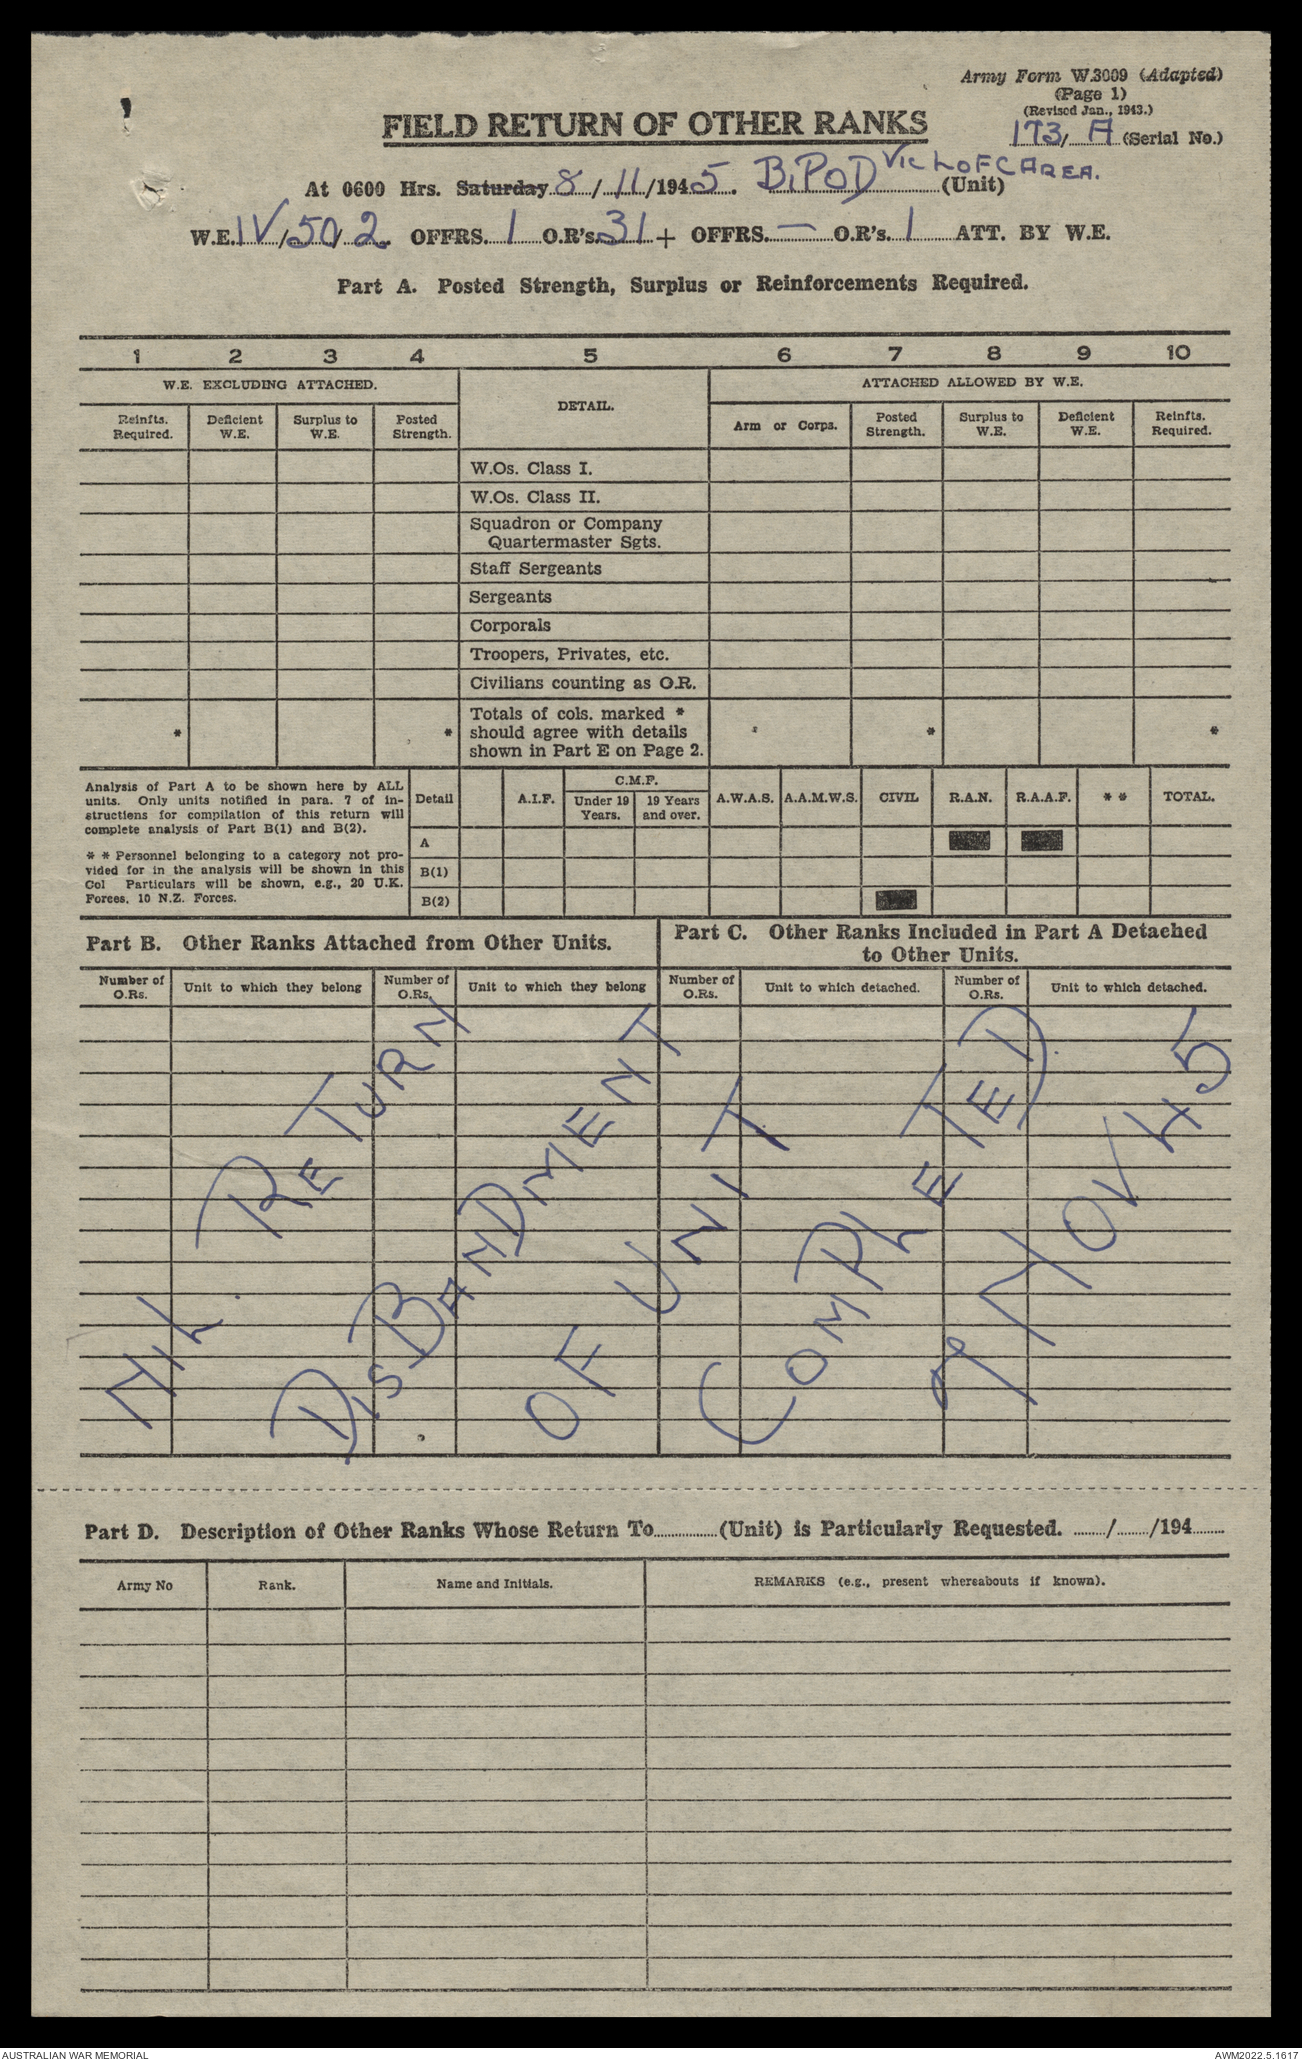 Army Form W.3009 (Adapted)
(Page 1)
(Revised Jan., 1943.)
173/ A (Serial No.)
FIELD RETURN OF OTHER RANKS
At 0600 Hrs. Saturday 8/11/1945. B.POD Vic L OF C AREA. (Unit)
W.E. IV/50/2. OFFRS. 1 O.R's. 31 + OFFRS. — O.R's. 1 ATT. BY W.E.
Part A. Posted Strength, Surplus or Reinforcements Required.
1 2 3 4 5 6 7 8 9 10
W.E. EXCLUDING ATTACHED. DETAIL. ATTACHED ALLOWED BY W.E.
Reinfts. Required. Deficient W.E. Surplus to W.E. Posted Strength. Arm or Corps. Posted Strength. Surplus to W.E. Deficient W.E. Reinfts. Required.
W.Os. Class I.
W.Os. Class II.
Squadron or Company
Quartermaster Sgts.
Staff Sergeants
Sergeants
Corporals
Troopers, Privates, etc.
Civilians counting as O.R.
Totals of cols. marked *
* * should agree with details * *
shown in Part E on Page 2.
Analysis of Part A to be shown here by ALL
units. Only units notified in para. 7 of in-
structions for compilation of this return will
complete analysis of Part B(1) and B(2).
* * Personnel belonging to a category not pro-
vided for in the analysis will be shown in this
Col Particulars will be shown, e.g., 20 U.K.
Forces, 10 N.Z. Forces.
Detail A.I.F. C.M.F. Under 19 Years. 19 Years and over. A.W.A.S. A.A.M.W.S. CIVIL R.A.N. R.A.A.F. * * TOTAL.
A
B(1)
B(2)
Part B. Other Ranks Attached from Other Units.
Part C. Other Ranks Included in Part A Detached
to Other Units.
Number of O.Rs. Unit to which they belong Number of O.Rs. Unit to which they belong Number of O.Rs. Unit to which detached. Number of O.Rs. Unit to which detached.
NIL. RETURN
DISBANDMENT
OF UNIT
COMPLETED
7 NOV 45
Part D. Description of Other Ranks Whose Return To............(Unit) is Particularly Requested. ......../......../194........
Army No Rank. Name and Initials. REMARKS (e.g., present whereabouts if known).
AUSTRALIAN WAR MEMORIAL AWM2022.5.1617